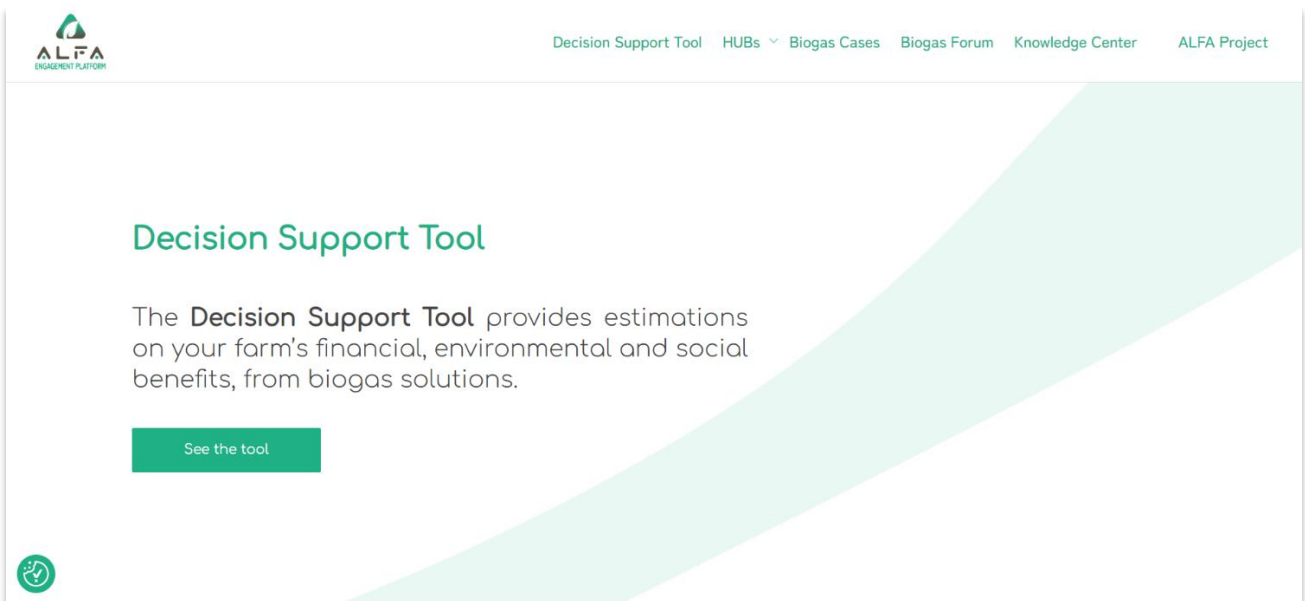 ALFA
ENGAGEMENT PLATFORM
Decision Support Tool HUBs Biogas Cases Biogas Forum Knowledge Center ALFA Project
Decision Support Tool
The Decision Support Tool provides estimations
on your farm's financial, environmental and social
benefits, from biogas solutions.
See the tool